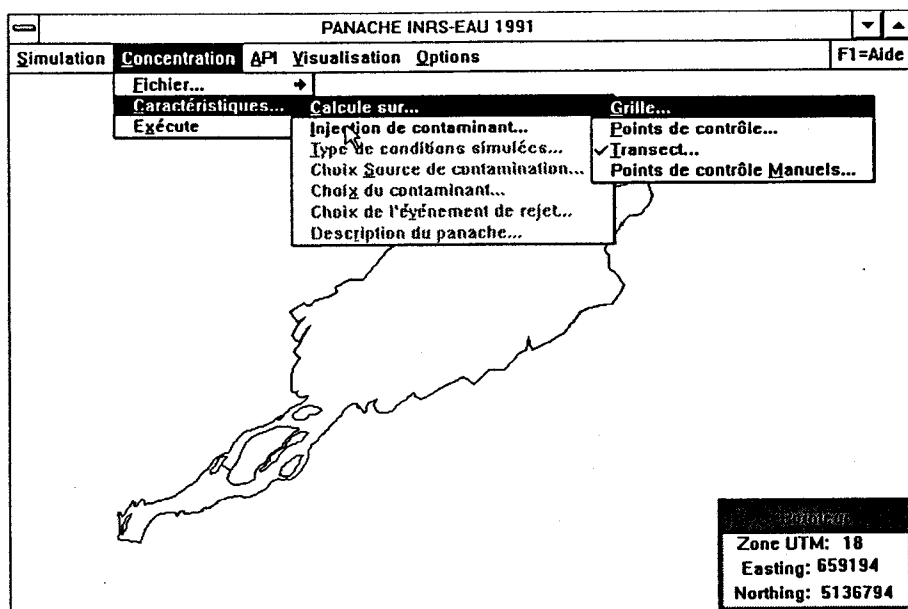 PANACHE INRS-EAU 1991
Simulation Concentration API Visualisation Options F1=Aide
Fichier...
Caractéristiques...
Exécute
Calcule sur...
Injection de contaminant...
Type de conditions simulées...
Choix Source de contamination...
Choix du contaminant...
Choix de l'événement de rejet...
Description du panache...
Grille...
Points de contrôle...
Transect...
Points de contrôle Manuels...
Zone UTM: 18
Easting: 659194
Northing: 5136794